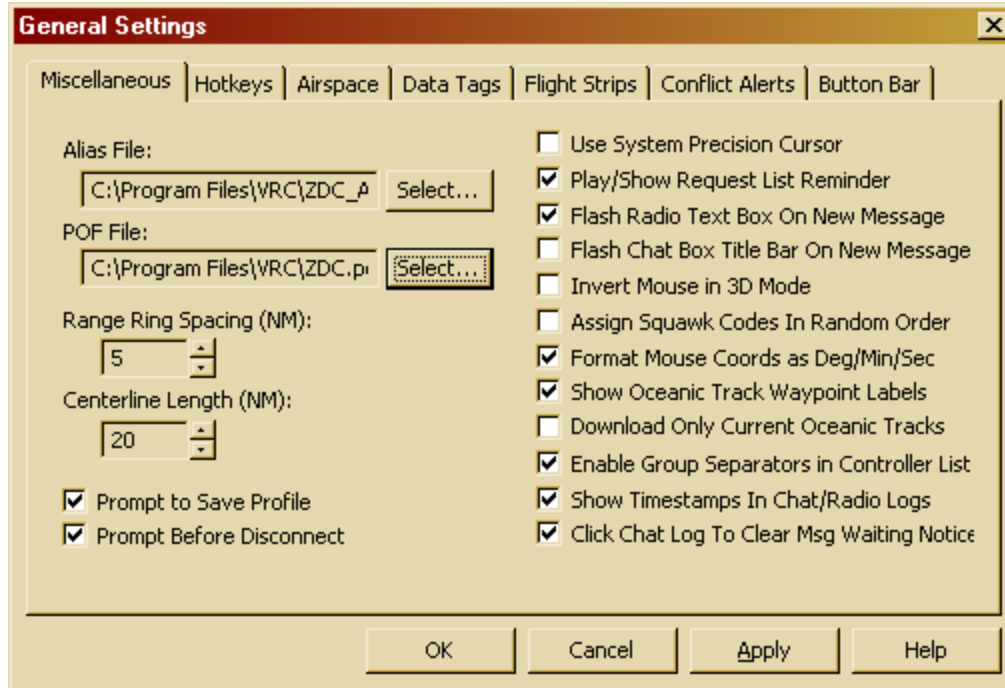 General Settings
Miscellaneous Hotkeys Airspace Data Tags Flight Strips Conflict Alerts Button Bar
Alias File:
C:\Program Files\VRC\ZDC_A Select...
POF File:
C:\Program Files\VRC\ZDC.p Select...
Range Ring Spacing (NM):
5
Centerline Length (NM):
20
Prompt to Save Profile
Prompt Before Disconnect
Use System Precision Cursor
Play/Show Request List Reminder
Flash Radio Text Box On New Message
Flash Chat Box Title Bar On New Message
Invert Mouse in 3D Mode
Assign Squawk Codes In Random Order
Format Mouse Coords as Deg/Min/Sec
Show Oceanic Track Waypoint Labels
Download Only Current Oceanic Tracks
Enable Group Separators in Controller List
Show Timestamps In Chat/Radio Logs
Click Chat Log To Clear Msg Waiting Notice
OK Cancel Apply Help